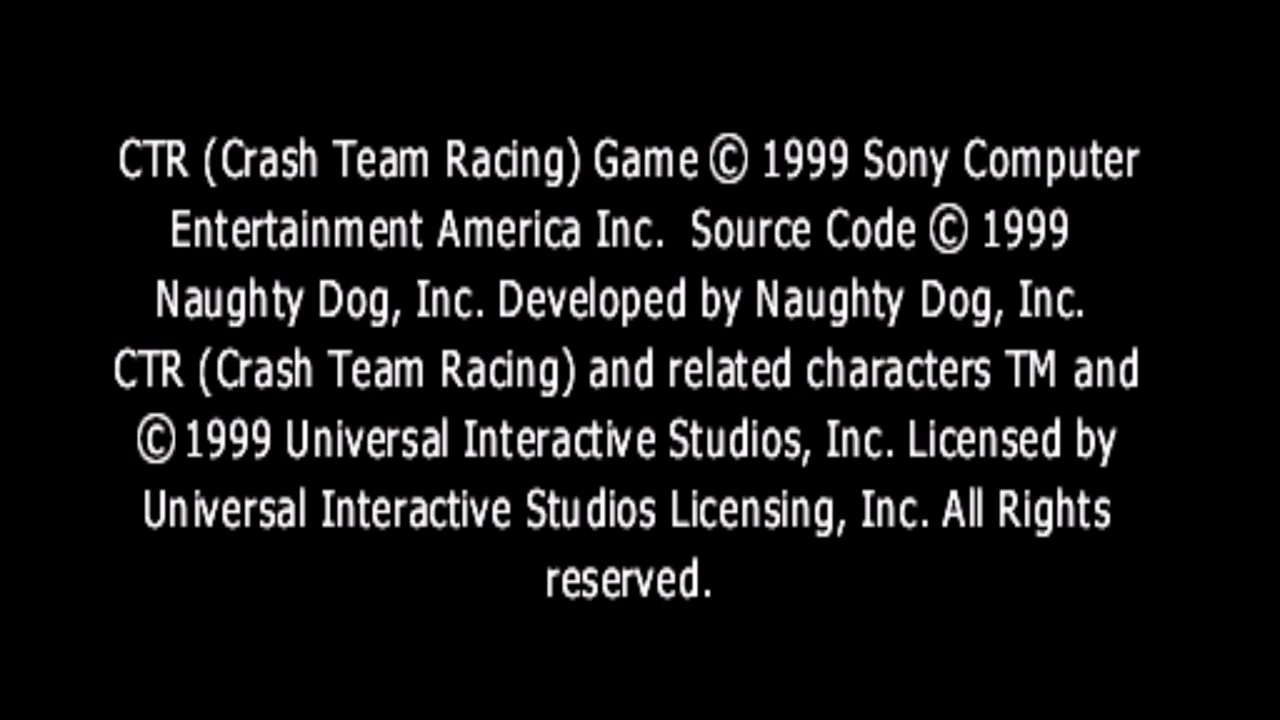 CTR (Crash Team Racing) Game © 1999 Sony Computer
Entertainment America Inc.  Source Code © 1999
Naughty Dog, Inc. Developed by Naughty Dog, Inc.
CTR (Crash Team Racing) and related characters TM and
© 1999 Universal Interactive Studios, Inc. Licensed by
Universal Interactive Studios Licensing, Inc. All Rights
reserved.